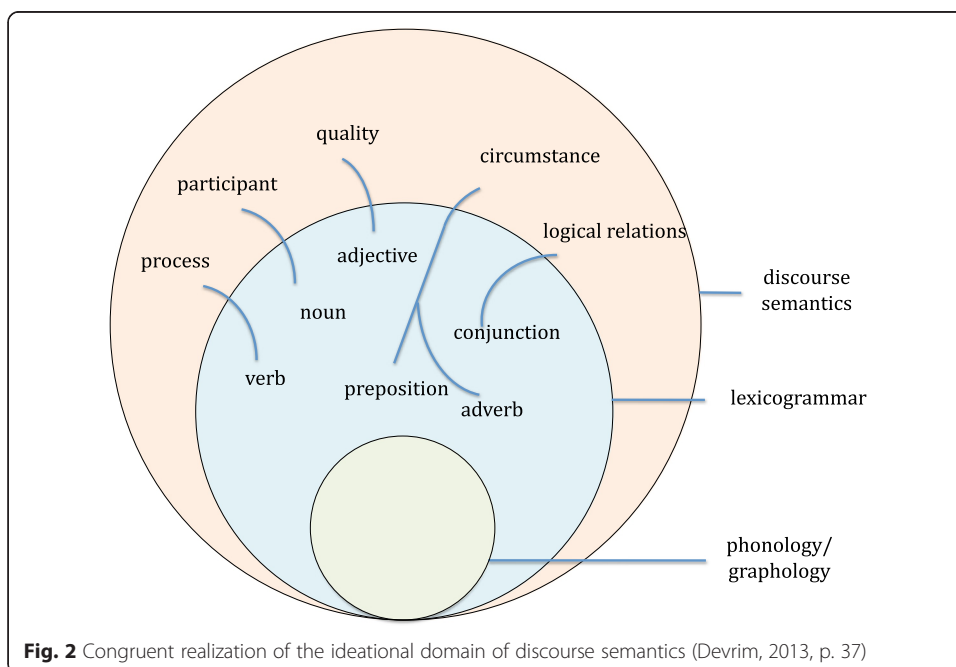 quality
circumstance
participant
logical relations
process
adjective
discourse
semantics
noun
conjunction
verb
preposition
lexicogrammar
adverb
phonology/
graphology
Fig. 2 Congruent realization of the ideational domain of discourse semantics (Devrim, 2013, p. 37)